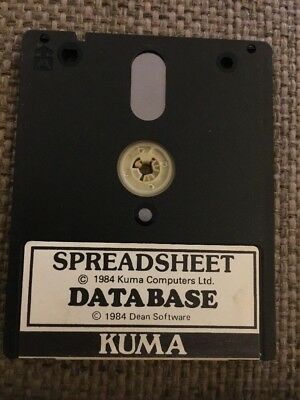 SPREADSHEET
© 1984 Kuma Computers Ltd.
DATABASE
© 1984 Dean Software
KUMA